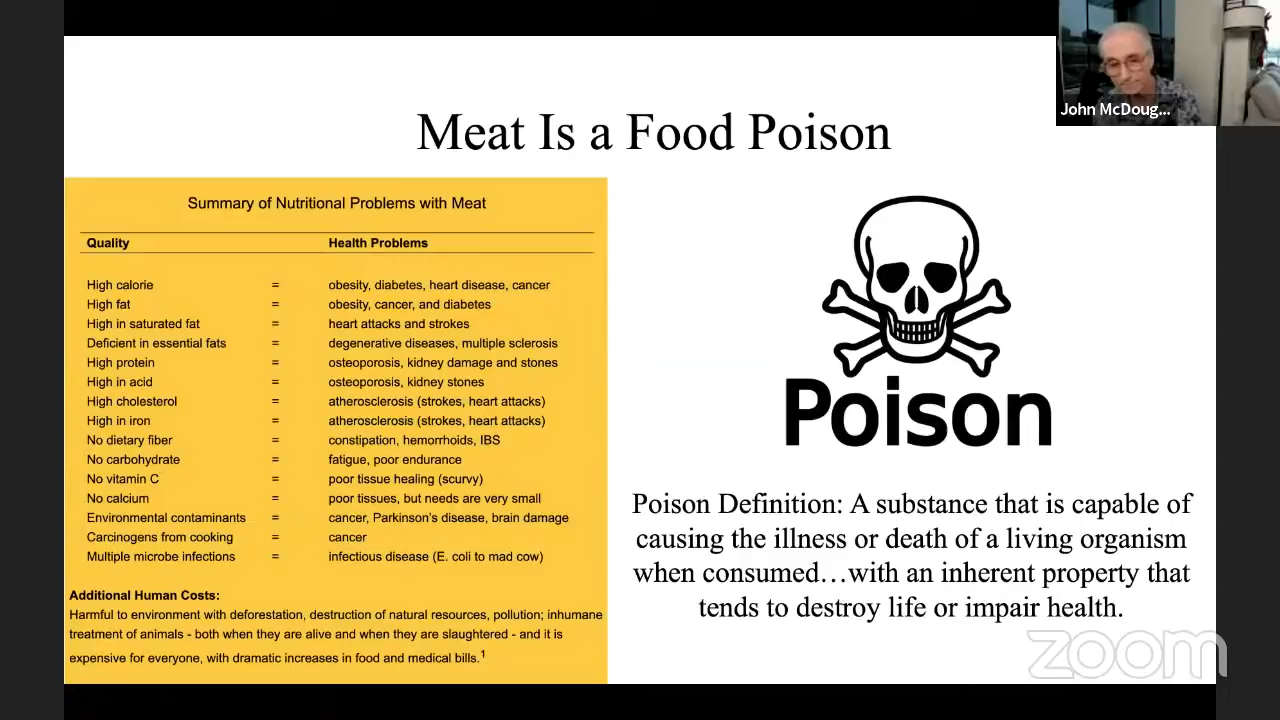 John McDoug...
Meat Is a Food Poison
Summary of Nutritional Problems with Meat
Quality Health Problems
High calorie = obesity, diabetes, heart disease, cancer
High fat = obesity, cancer, and diabetes
High in saturated fat = heart attacks and strokes
Deficient in essential fats = degenerative diseases, multiple sclerosis
High protein = osteoporosis, kidney damage and stones
High in acid = osteoporosis, kidney stones
High cholesterol = atherosclerosis (strokes, heart attacks)
High in iron = atherosclerosis (strokes, heart attacks)
No dietary fiber = constipation, hemorrhoids, IBS
No carbohydrate = fatigue, poor endurance
No vitamin C = poor tissue healing (scurvy)
No calcium = poor tissues, but needs are very small
Environmental contaminants = cancer, Parkinson's disease, brain damage
Carcinogens from cooking = cancer
Multiple microbe infections = infectious disease (E. coli to mad cow)
Additional Human Costs:
Harmful to environment with deforestation, destruction of natural resources, pollution; inhumane
treatment of animals - both when they are alive and when they are slaughtered - and it is
expensive for everyone, with dramatic increases in food and medical bills.1
Poison
Poison Definition: A substance that is capable of
causing the illness or death of a living organism
when consumed…with an inherent property that
tends to destroy life or impair health.
zoom